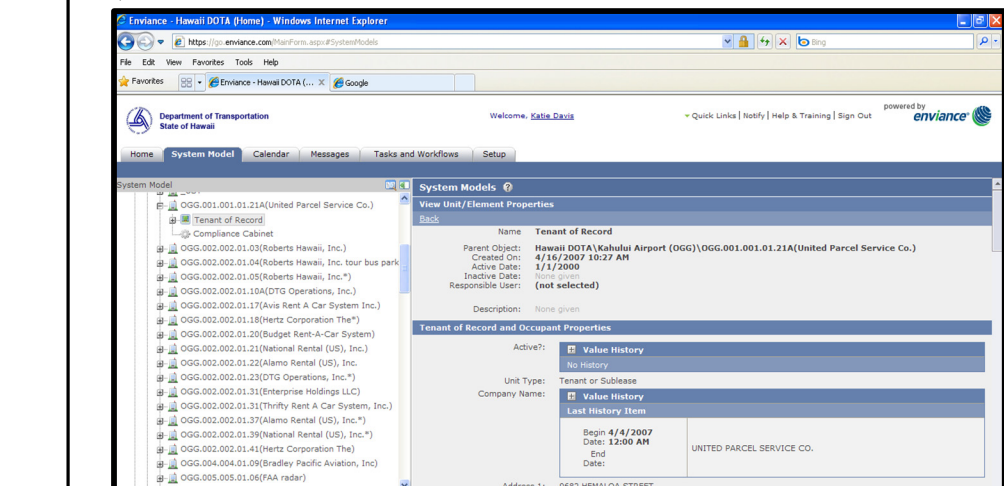 Enviance - Hawaii DOTA (Home) - Windows Internet Explorer
https://go.enviance.com/MainForm.aspx#SystemModels
Bing
File Edit View Favorites Tools Help
Favorites
Enviance - Hawaii DOTA (... X
Google
Department of Transportation
State of Hawaii
Welcome, Katie Davis
Quick Links | Notify | Help & Training | Sign Out
powered by
enviance
Home System Model Calendar Messages Tasks and Workflows Setup
System Model
OGG.001.001.01.21A(United Parcel Service Co.)
Tenant of Record
Compliance Cabinet
OGG.002.002.01.03(Roberts Hawaii, Inc.)
OGG.002.002.01.04(Roberts Hawaii, Inc. tour bus park
OGG.002.002.01.05(Roberts Hawaii, Inc.*)
OGG.002.002.01.10A(DTG Operations, Inc.)
OGG.002.002.01.17(Avis Rent A Car System Inc.)
OGG.002.002.01.18(Hertz Corporation The*)
OGG.002.002.01.20(Budget Rent-A-Car System)
OGG.002.002.01.21(National Rental (US), Inc.)
OGG.002.002.01.22(Alamo Rental (US), Inc.
OGG.002.002.01.23(DTG Operations, Inc.*)
OGG.002.002.01.31(Enterprise Holdings LLC)
OGG.002.002.01.31(Thrifty Rent A Car System, Inc.)
OGG.002.002.01.37(Alamo Rental (US), Inc.*)
OGG.002.002.01.39(National Rental (US), Inc.*)
OGG.002.002.01.41(Hertz Corporation The)
OGG.004.004.01.09(Bradley Pacific Aviation, Inc)
OGG.005.005.01.06(FAA radar)
System Models
View Unit/Element Properties
Back
Name Tenant of Record
Parent Object: Hawaii DOTA\Kahului Airport (OGG)\OGG.001.001.01.21A(United Parcel Service Co.)
Created On: 4/16/2007 10:27 AM
Active Date: 1/1/2000
Inactive Date: None given
Responsible User: (not selected)
Description: None given
Tenant of Record and Occupant Properties
Active?: Value History
No History
Unit Type: Tenant or Sublease
Company Name: Value History
Last History Item
Begin 4/4/2007
Date: 12:00 AM
End
Date:
UNITED PARCEL SERVICE CO.
Address 1: